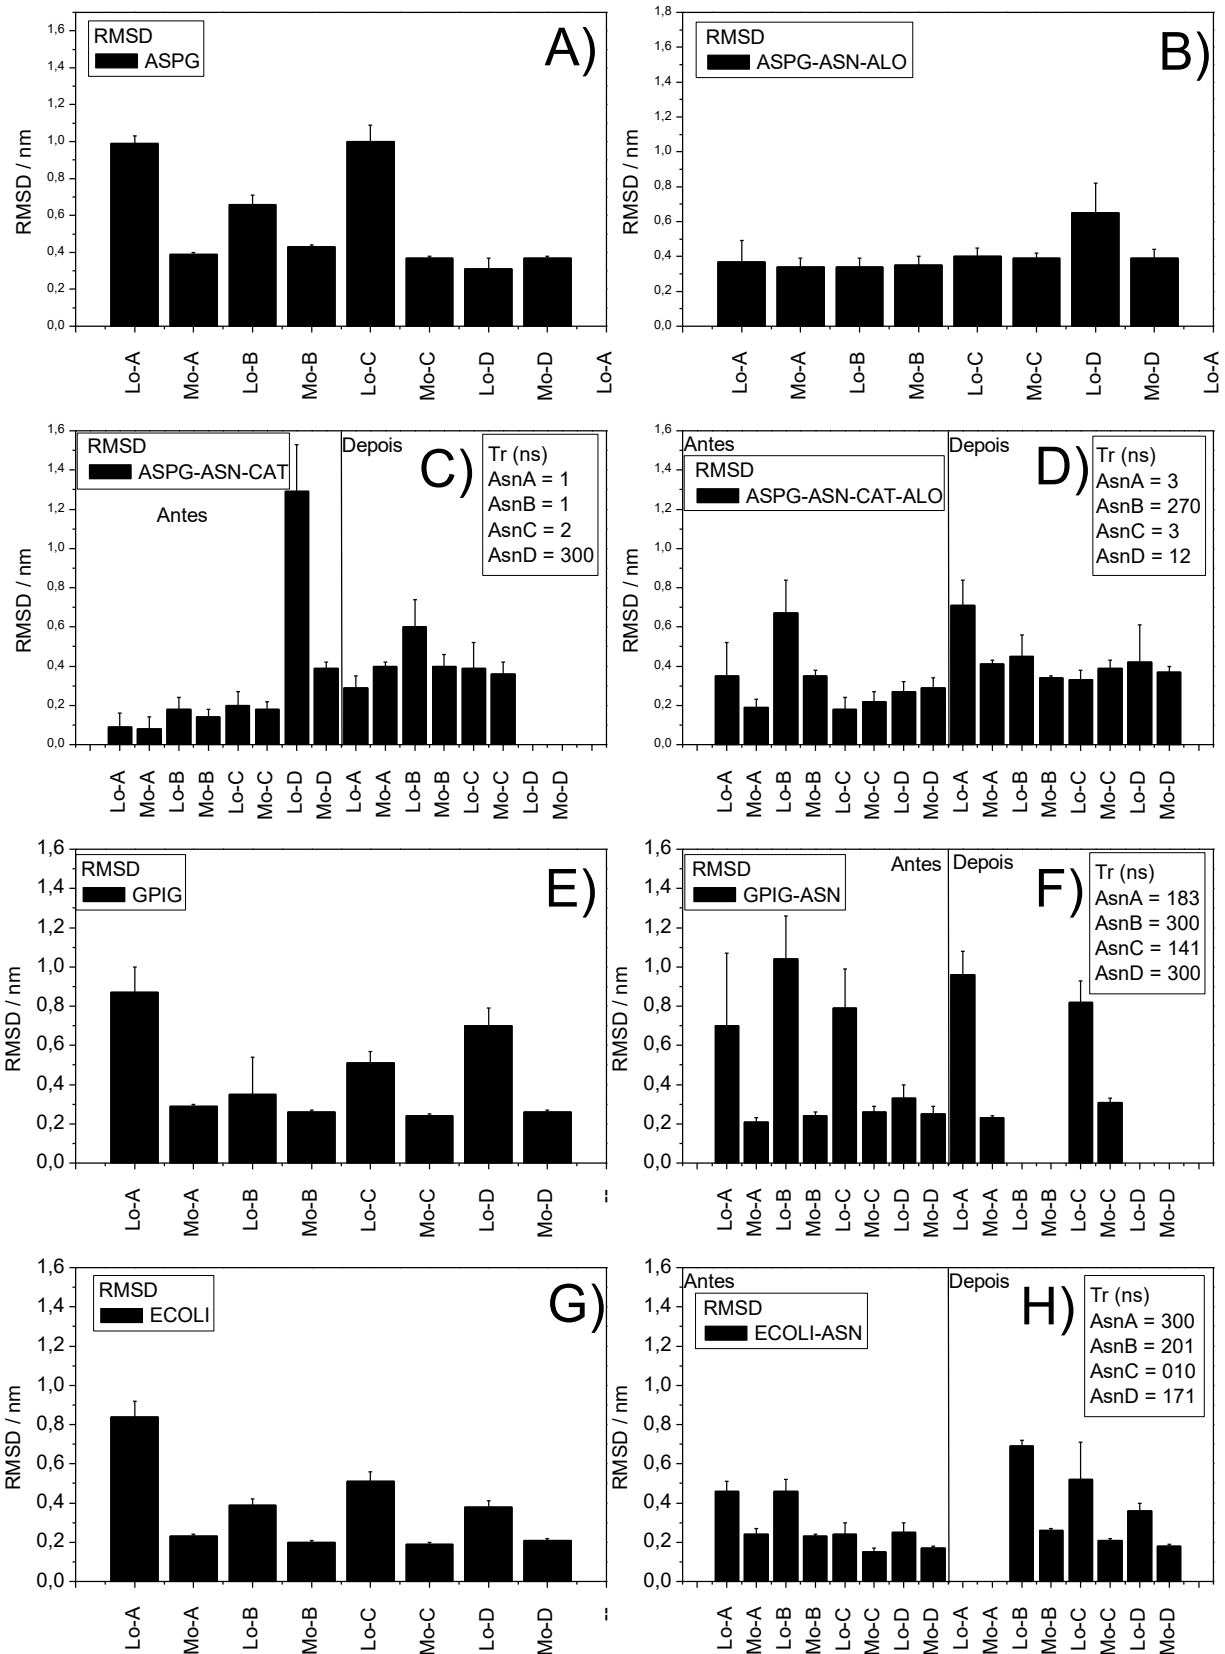 A)
RMSD
ASPG
RMSD / nm
1,6
1,4
1,2
1,0
0,8
0,6
0,4
0,2
0,0
Lo-A
Mo-A
Lo-B
Mo-B
Lo-C
Mo-C
Lo-D
Mo-D
Lo-A
B)
RMSD
ASPG-ASN-ALO
RMSD / nm
1,8
1,6
1,4
1,2
1,0
0,8
0,6
0,4
0,2
0,0
Lo-A
Mo-A
Lo-B
Mo-B
Lo-C
Mo-C
Lo-D
Mo-D
Lo-A
C)
RMSD
ASPG-ASN-CAT
Antes
Depois
Tr (ns)
AsnA = 1
AsnB = 1
AsnC = 2
AsnD = 300
RMSD / nm
1,6
1,4
1,2
1,0
0,8
0,6
0,4
0,2
0,0
Lo-A
Mo-A
Lo-B
Mo-B
Lo-C
Mo-C
Lo-D
Mo-D
Lo-A
Mo-A
Lo-B
Mo-B
Lo-C
Mo-C
Lo-D
Mo-D
D)
Antes
RMSD
ASPG-ASN-CAT-ALO
Depois
Tr (ns)
AsnA = 3
AsnB = 270
AsnC = 3
AsnD = 12
RMSD / nm
1,6
1,4
1,2
1,0
0,8
0,6
0,4
0,2
0,0
Lo-A
Mo-A
Lo-B
Mo-B
Lo-C
Mo-C
Lo-D
Mo-D
Lo-A
Mo-A
Lo-B
Mo-B
Lo-C
Mo-C
Lo-D
Mo-D
E)
RMSD
GPIG
RMSD / nm
1,6
1,4
1,2
1,0
0,8
0,6
0,4
0,2
0,0
Lo-A
Mo-A
Lo-B
Mo-B
Lo-C
Mo-C
Lo-D
Mo-D
--
F)
RMSD
GPIG-ASN
Antes
Depois
Tr (ns)
AsnA = 183
AsnB = 300
AsnC = 141
AsnD = 300
RMSD / nm
1,6
1,4
1,2
1,0
0,8
0,6
0,4
0,2
0,0
Lo-A
Mo-A
Lo-B
Mo-B
Lo-C
Mo-C
Lo-D
Mo-D
Lo-A
Mo-A
Lo-B
Mo-B
Lo-C
Mo-C
Lo-D
Mo-D
G)
RMSD
ECOLI
RMSD / nm
1,6
1,4
1,2
1,0
0,8
0,6
0,4
0,2
0,0
Lo-A
Mo-A
Lo-B
Mo-B
Lo-C
Mo-C
Lo-D
Mo-D
--
H)
Antes
RMSD
ECOLI-ASN
Depois
Tr (ns)
AsnA = 300
AsnB = 201
AsnC = 010
AsnD = 171
RMSD / nm
1,6
1,4
1,2
1,0
0,8
0,6
0,4
0,2
0,0
Lo-A
Mo-A
Lo-B
Mo-B
Lo-C
Mo-C
Lo-D
Mo-D
Lo-A
Mo-A
Lo-B
Mo-B
Lo-C
Mo-C
Lo-D
Mo-D